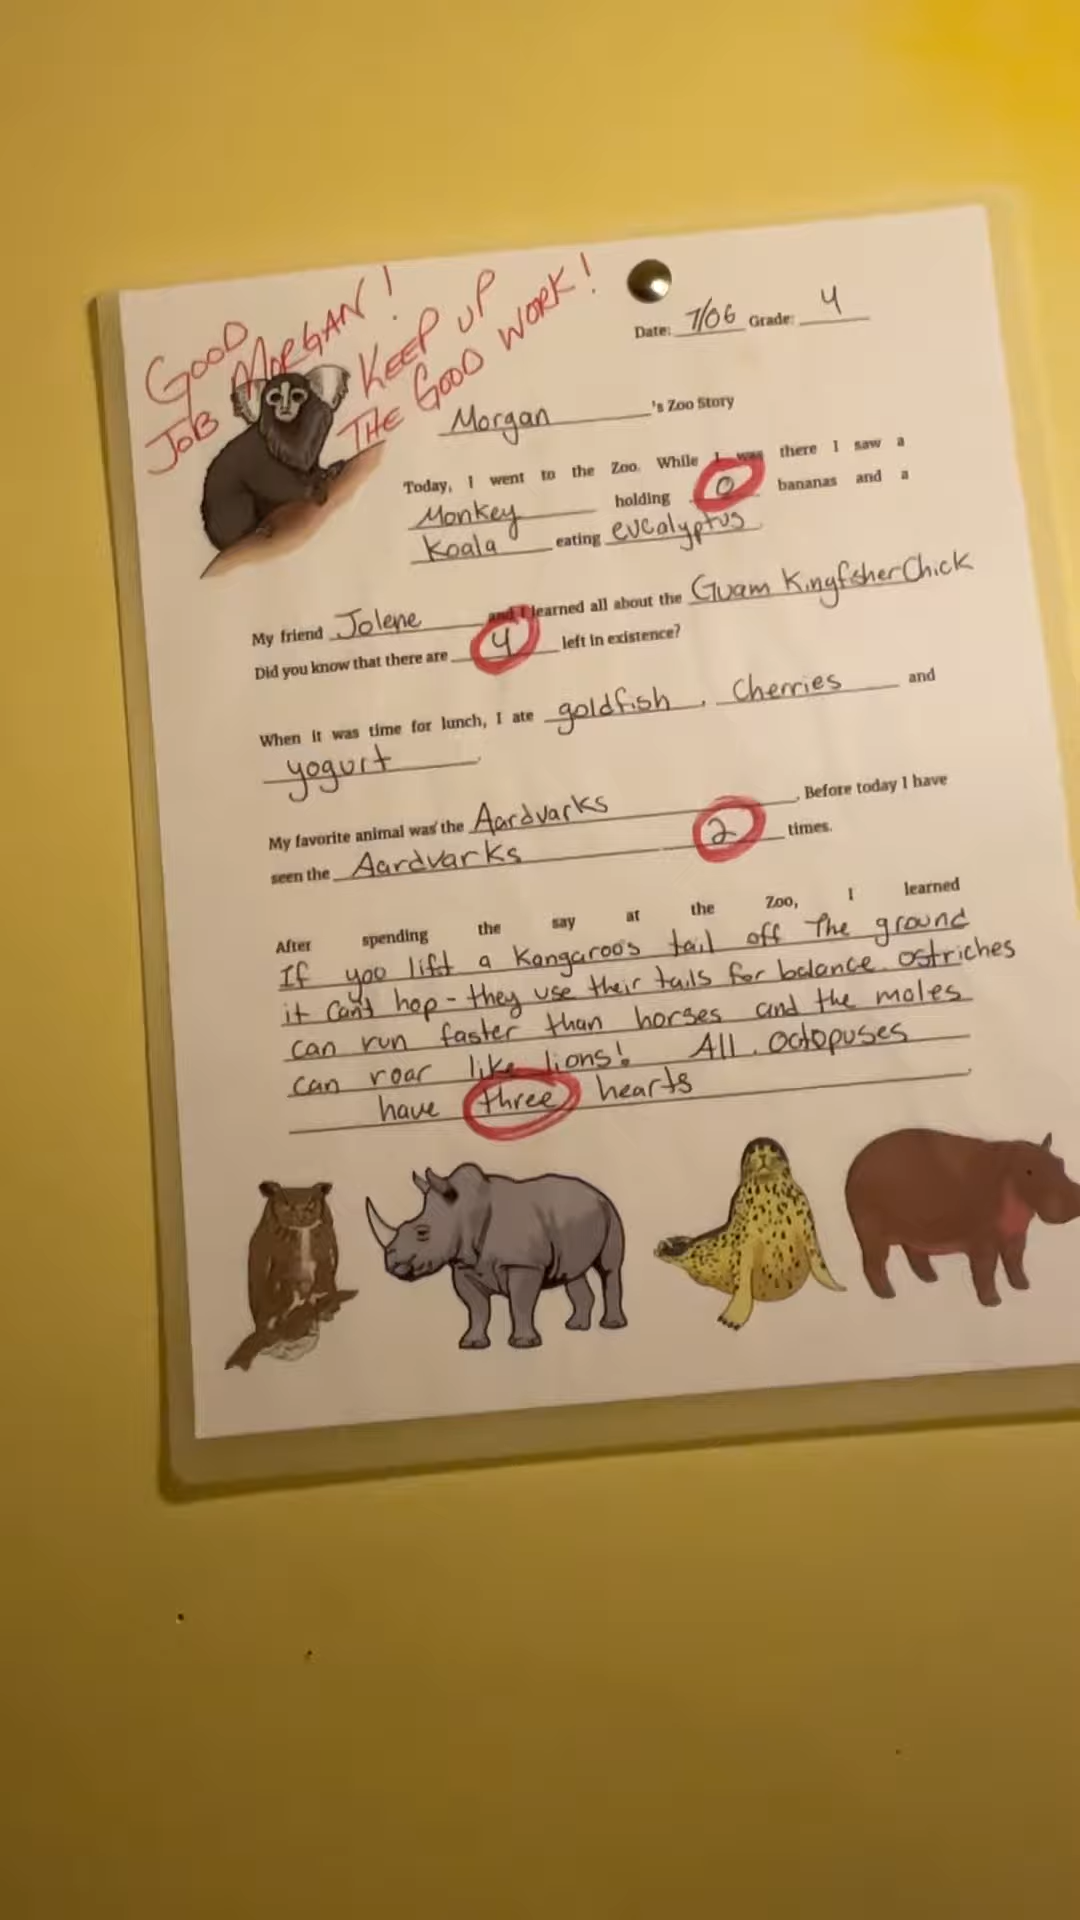 GOOD
JOB MORGAN!
KEEP UP
THE GOOD WORK!
Date: 7/06 Grade: 4
Morgan 's Zoo Story
Today, I went to the Zoo. While I was there I saw a
Monkey holding 0 bananas and a
Koala eating eucalyptus
My friend Jolene and I learned all about the Guam Kingfisher Chick
Did you know that there are 4 left in existence?
When it was time for lunch, I ate goldfish, Cherries and
yogurt.
My favorite animal was the Aardvarks. Before today I have
seen the Aardvarks 2 times.
After spending the say at the Zoo, I learned
If yoo lift a Kangaroo's tail off The ground
it can't hop - they use their tails for balance. ostriches
can run faster than horses and the moles
can roar like lions! All octopuses
have three hearts